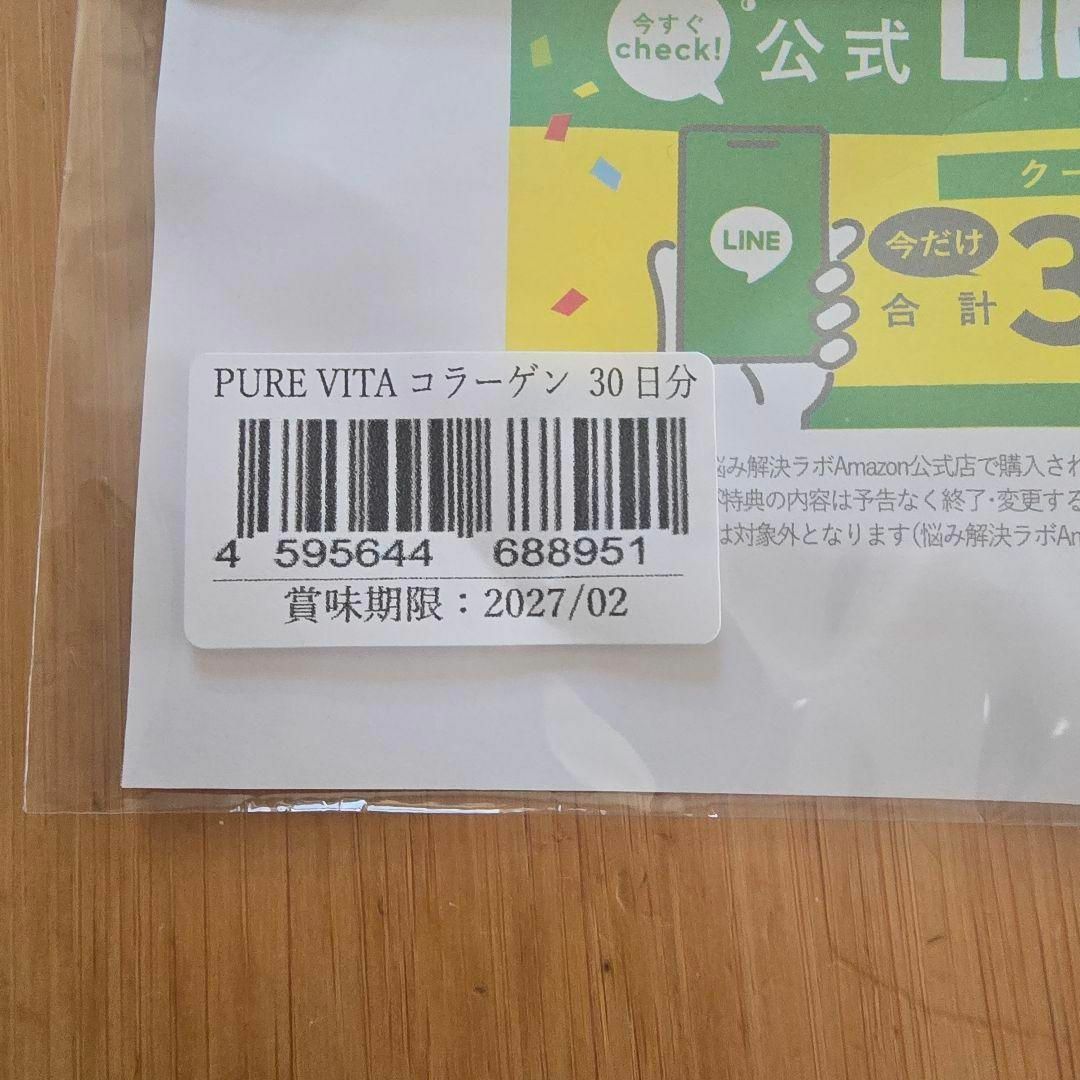 今すぐ
check!
公式 LI
LINE
ク
今だけ
合計 3
PURE VITA コラーゲン 30日分
4 595644 688951
賞味期限：2027/02
み解決ラボAmazon公式店で購入され
特典の内容は予告なく終了・変更する
は対象外となります（悩み解決ラボAm